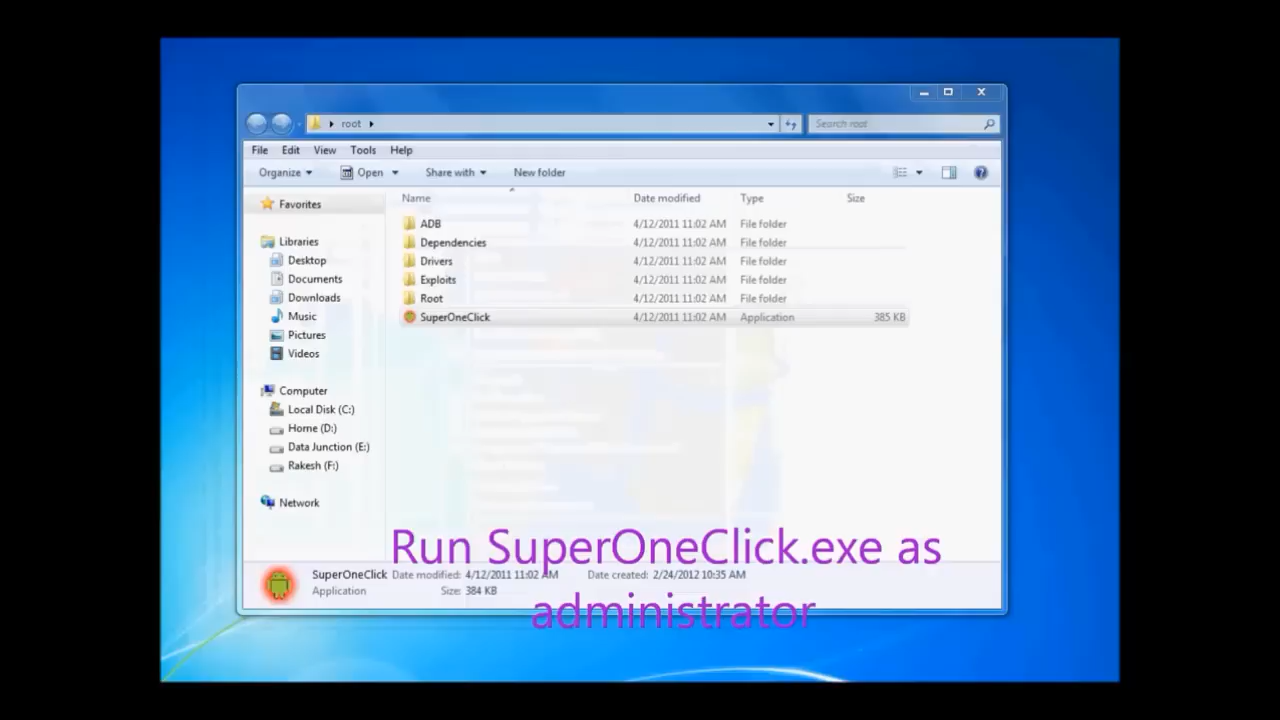 root
Search root
File Edit View Tools Help
Organize Open Share with New folder
Name Date modified Type Size
Favorites
ADB 4/12/2011 11:02 AM File folder
Libraries
Dependencies 4/12/2011 11:02 AM File folder
Desktop
Drivers 4/12/2011 11:02 AM File folder
Documents
Exploits 4/12/2011 11:02 AM File folder
Downloads
Root 4/12/2011 11:02 AM File folder
Music
SuperOneClick 4/12/2011 11:02 AM Application 385 KB
Pictures
Videos
Computer
Local Disk (C:)
Home (D:)
Data Junction (E:)
Rakesh (F:)
Network
Run SuperOneClick.exe as
administrator
SuperOneClick Date modified: 4/12/2011 11:02 AM Date created: 2/24/2012 10:35 AM
Application Size: 384 KB